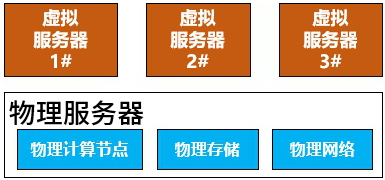 虚拟
服务器
1#
虚拟
服务器
2#
虚拟
服务器
3#
物理服务器
物理计算节点
物理存储
物理网络